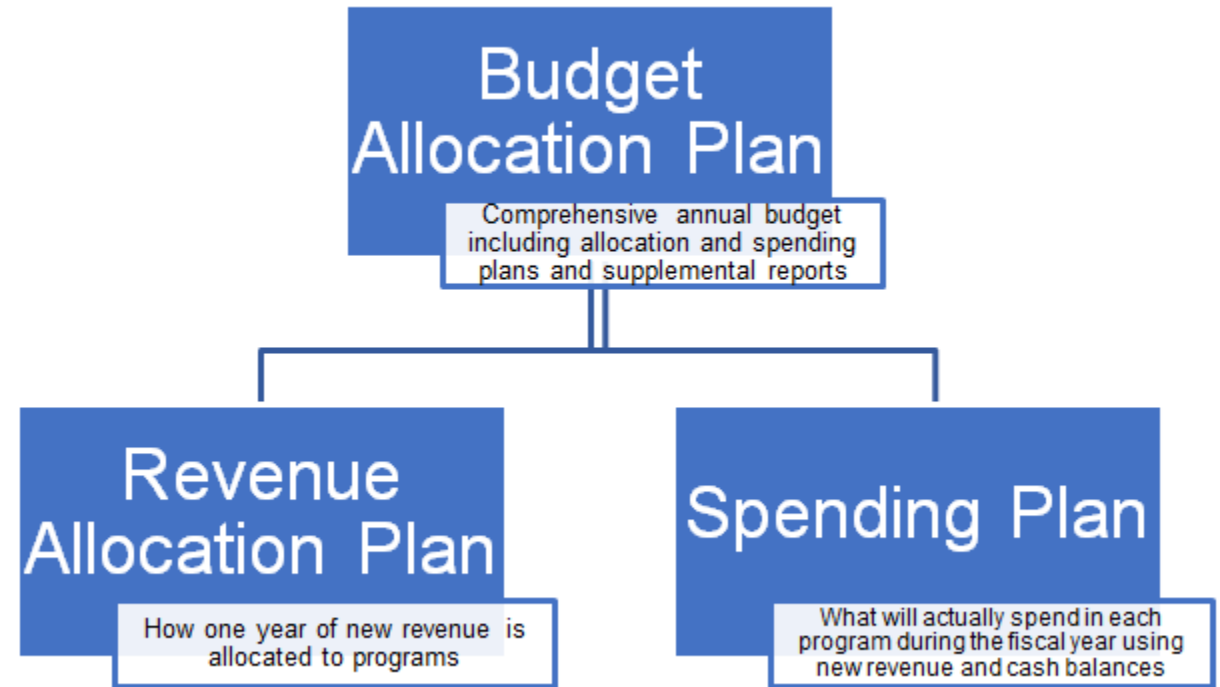 Budget
Allocation Plan
Comprehensive annual budget
including allocation and spending
plans and supplemental reports
Revenue
Allocation Plan
How one year of new revenue is
allocated to programs
Spending Plan
What will actually spend in each
program during the fiscal year using
new revenue and cash balances